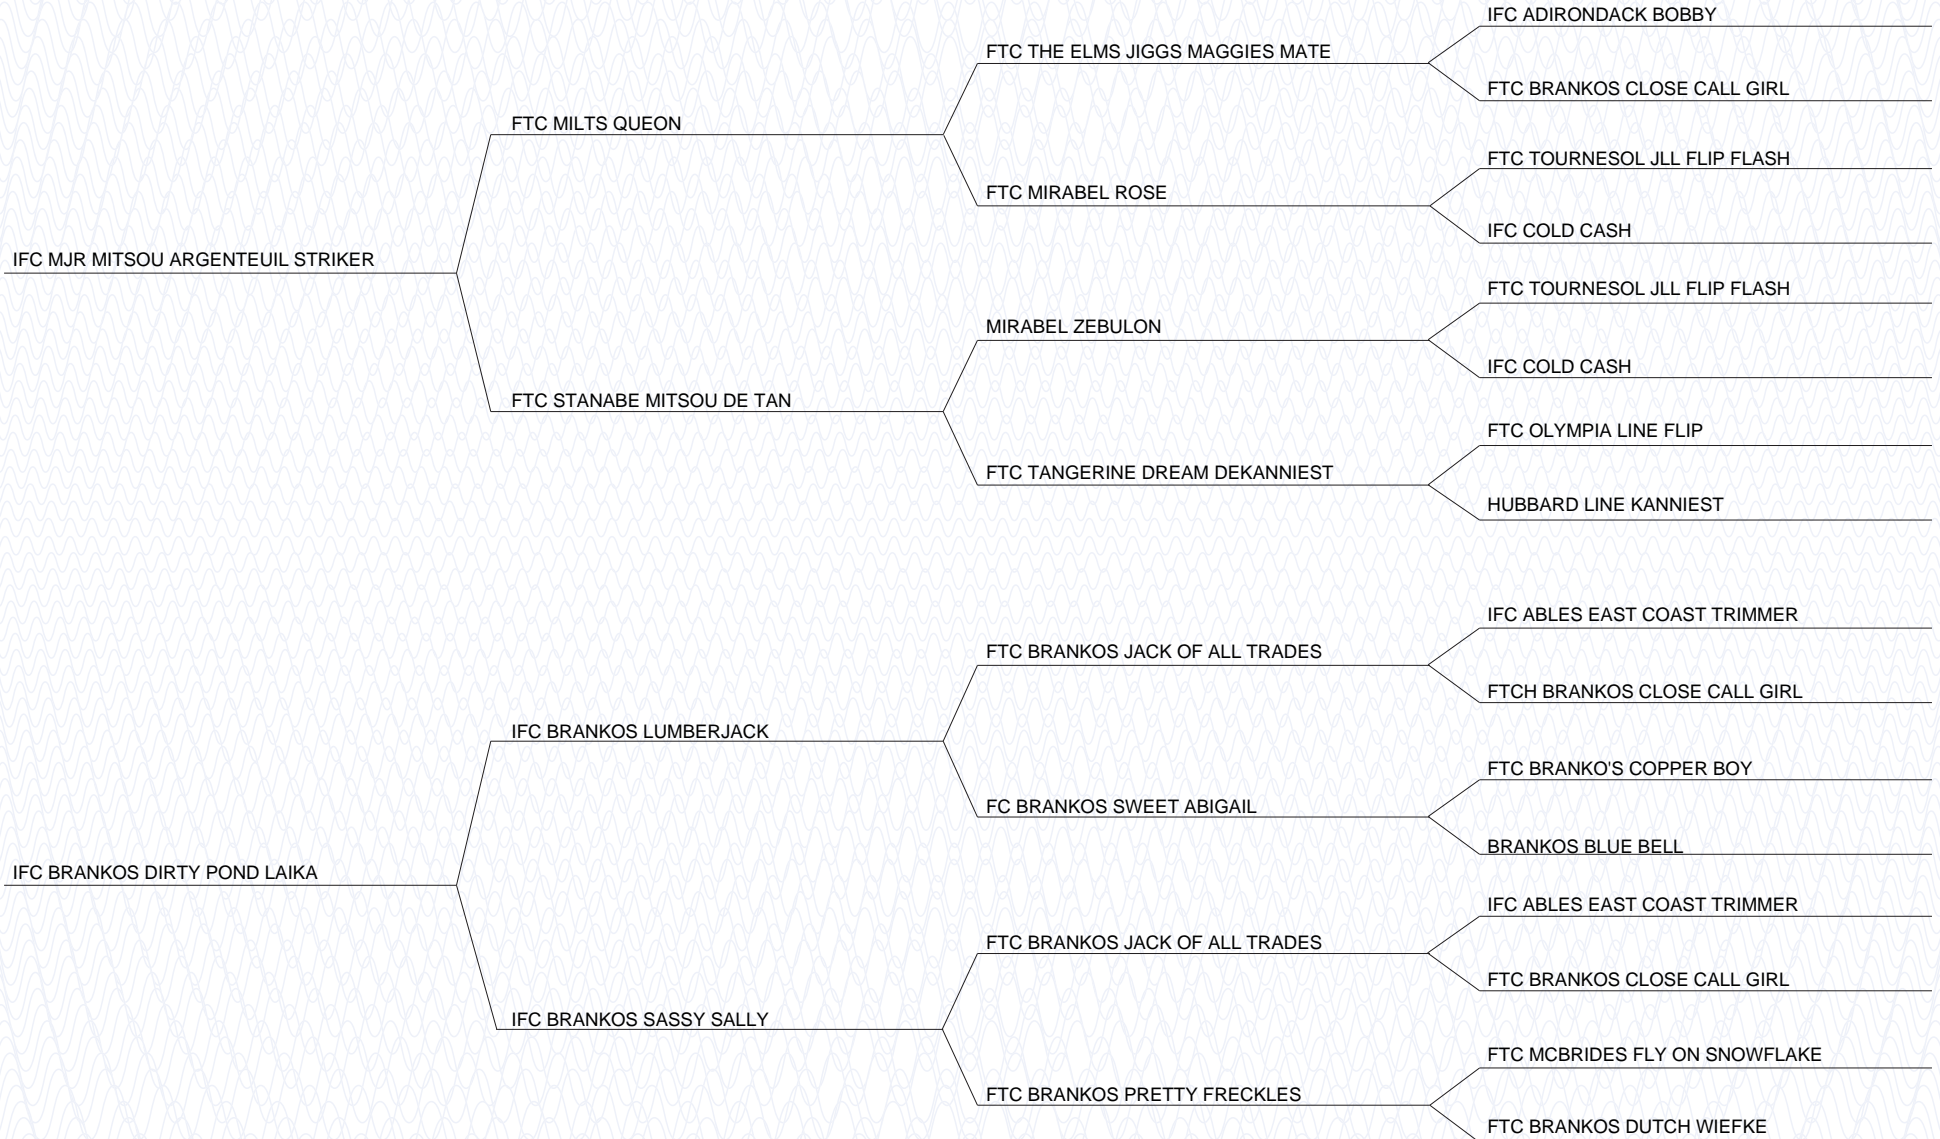 IFC ADIRONDACK BOBBY
FTC THE ELMS JIGGS MAGGIES MATE
FTC BRANKOS CLOSE CALL GIRL
FTC MILTS QUEON
FTC TOURNESOL JLL FLIP FLASH
FTC MIRABEL ROSE
IFC COLD CASH
IFC MJR MITSOU ARGENTEUIL STRIKER
FTC TOURNESOL JLL FLIP FLASH
MIRABEL ZEBULON
IFC COLD CASH
FTC STANABE MITSOU DE TAN
FTC OLYMPIA LINE FLIP
FTC TANGERINE DREAM DEKANNIEST
HUBBARD LINE KANNIEST
IFC ABLES EAST COAST TRIMMER
FTC BRANKOS JACK OF ALL TRADES
FTCH BRANKOS CLOSE CALL GIRL
IFC BRANKOS LUMBERJACK
FTC BRANKO'S COPPER BOY
FC BRANKOS SWEET ABIGAIL
BRANKOS BLUE BELL
IFC BRANKOS DIRTY POND LAIKA
IFC ABLES EAST COAST TRIMMER
FTC BRANKOS JACK OF ALL TRADES
FTC BRANKOS CLOSE CALL GIRL
IFC BRANKOS SASSY SALLY
FTC MCBRIDES FLY ON SNOWFLAKE
FTC BRANKOS PRETTY FRECKLES
FTC BRANKOS DUTCH WIEFKE